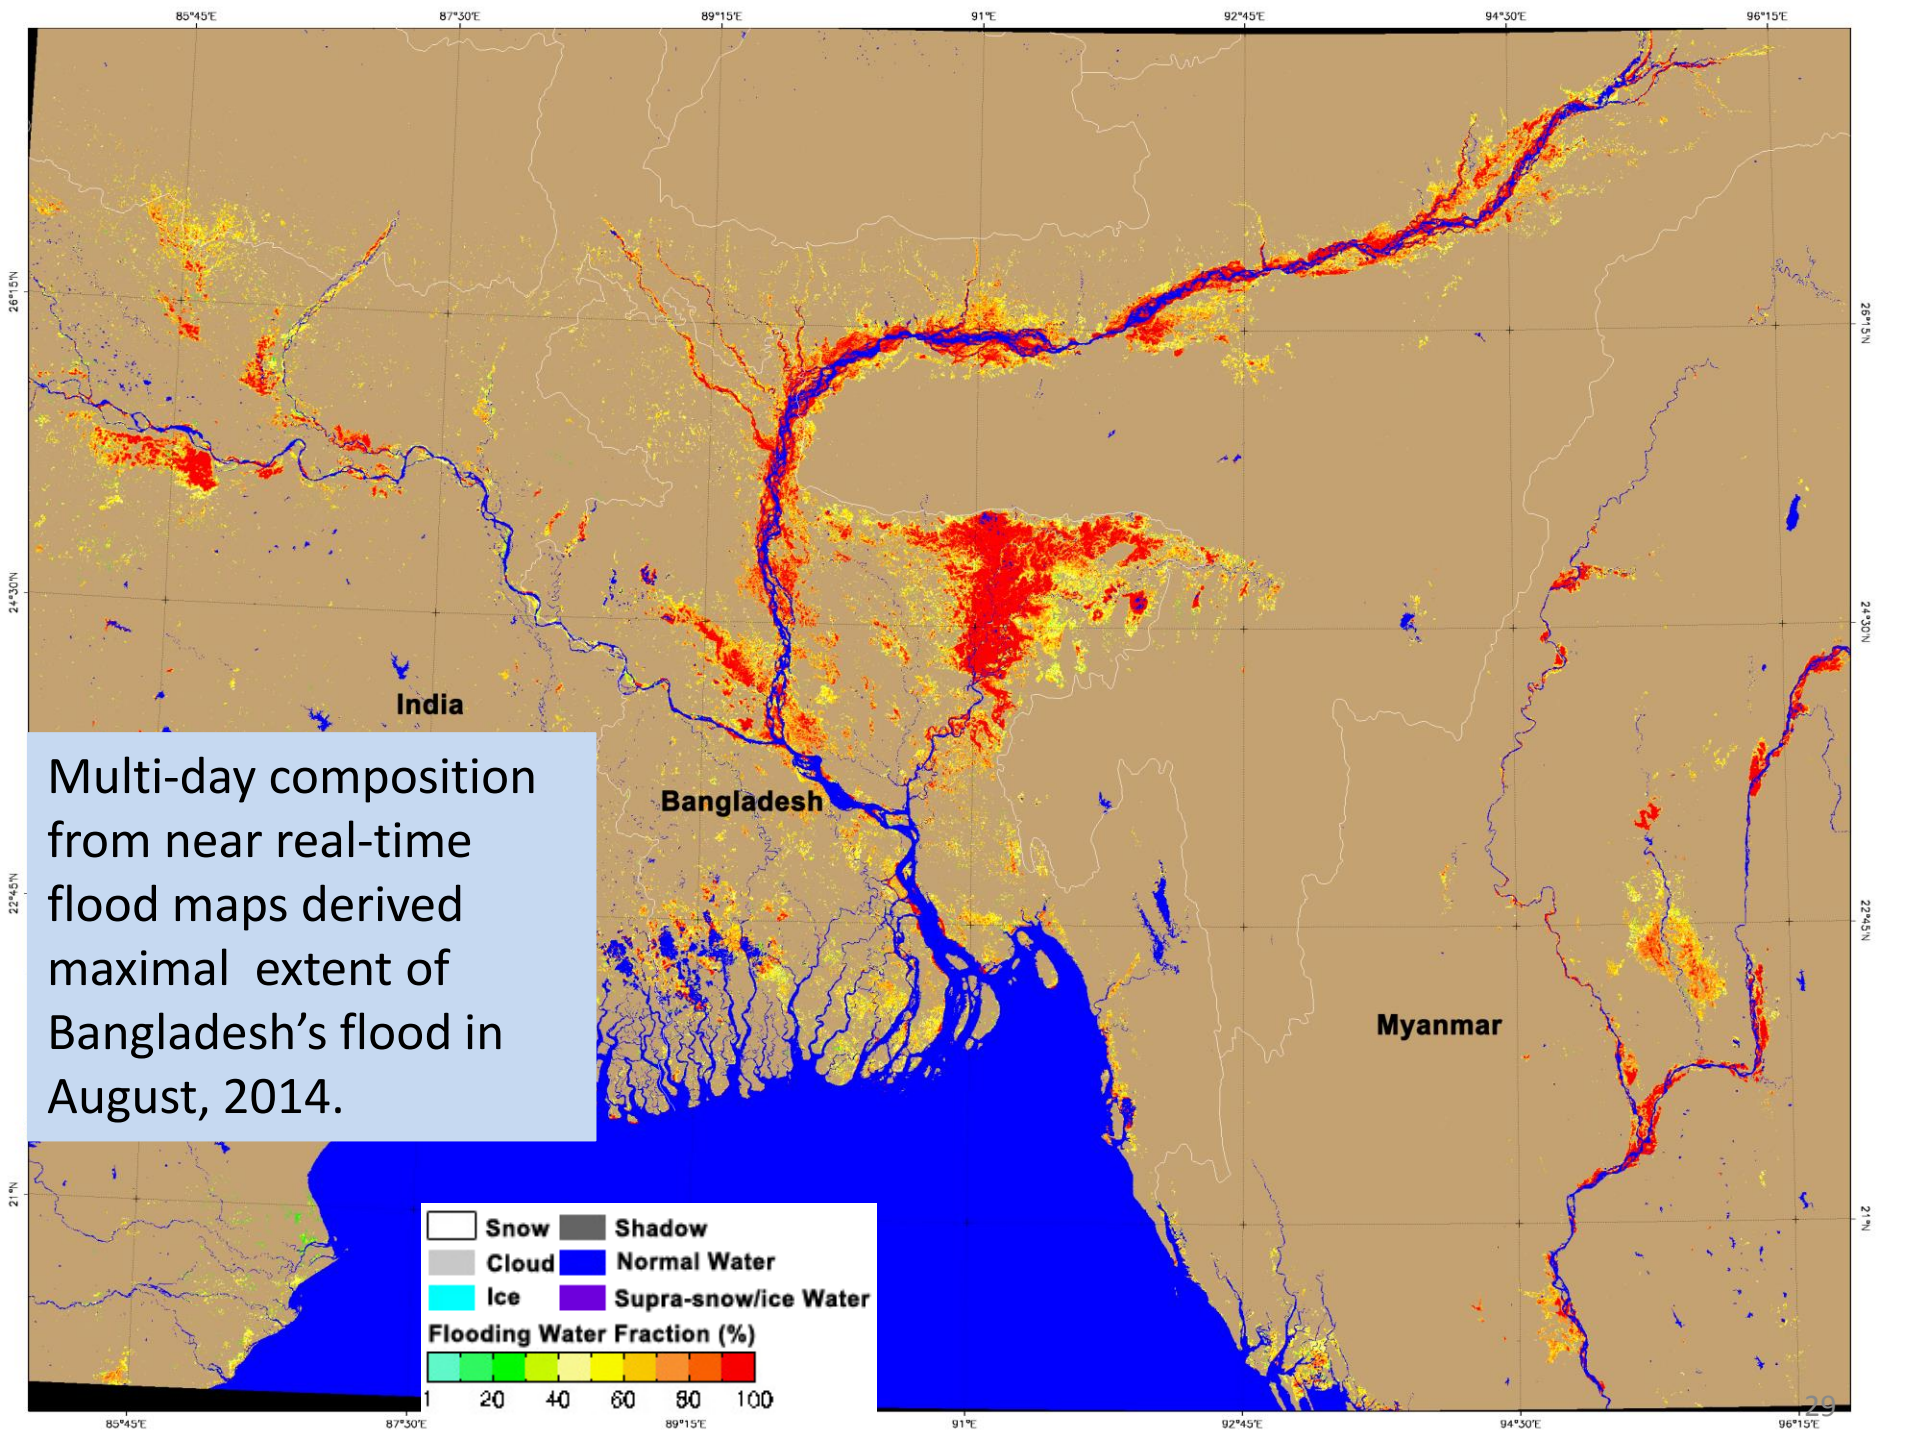 85°45'E 87°30'E 89°15'E 91°E 92°45'E 94°30'E 96°15'E
26°15'N 26°15'N
24°30'N 24°30'N
India
Bangladesh
22°45'N 22°45'N
Multi-day composition
from near real-time
flood maps derived
maximal extent of
Bangladesh’s flood in
August, 2014.
Myanmar
21°N 21°N
Snow Shadow
Cloud Normal Water
Ice Supra-snow/ice Water
Flooding Water Fraction (%)
1 20 40 60 80 100
29
85°45'E 87°30'E 89°15'E 91°E 92°45'E 94°30'E 96°15'E